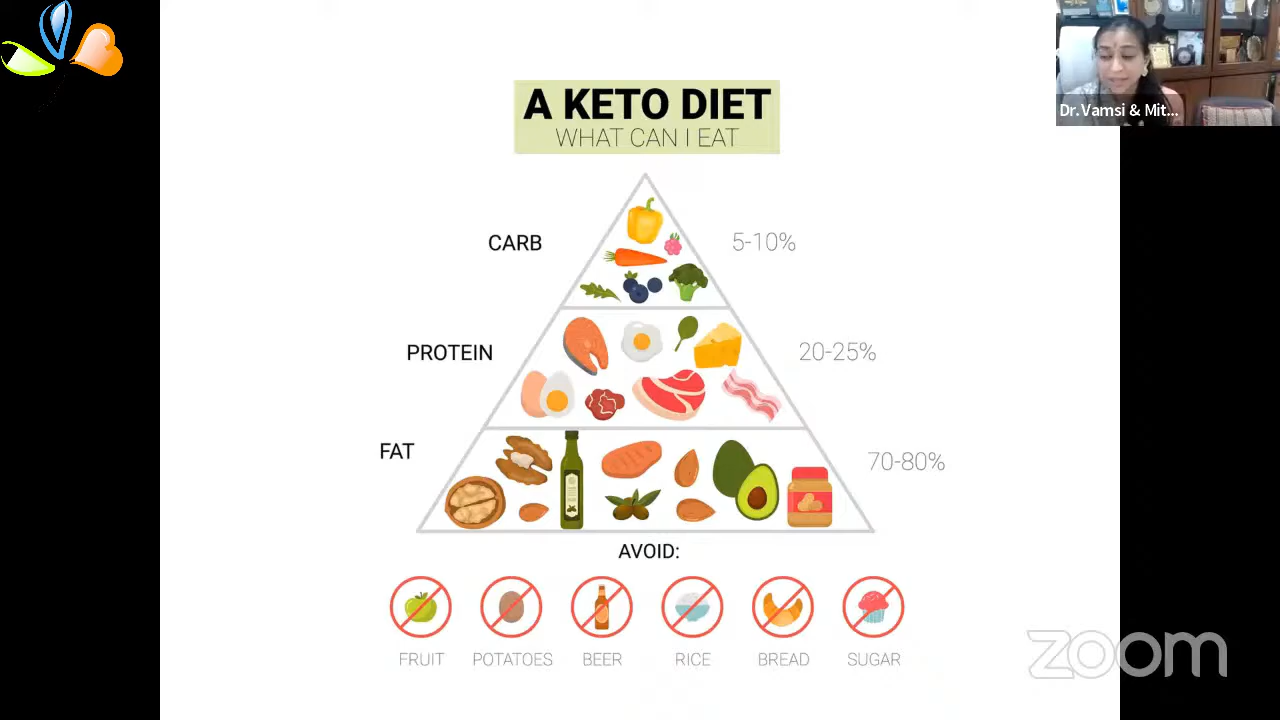 A KETO DIET
WHAT CAN I EAT
Dr.Vamsi & Mit...
CARB
5-10%
PROTEIN
20-25%
FAT
70-80%
AVOID:
FRUIT
POTATOES
BEER
RICE
BREAD
SUGAR
zoom